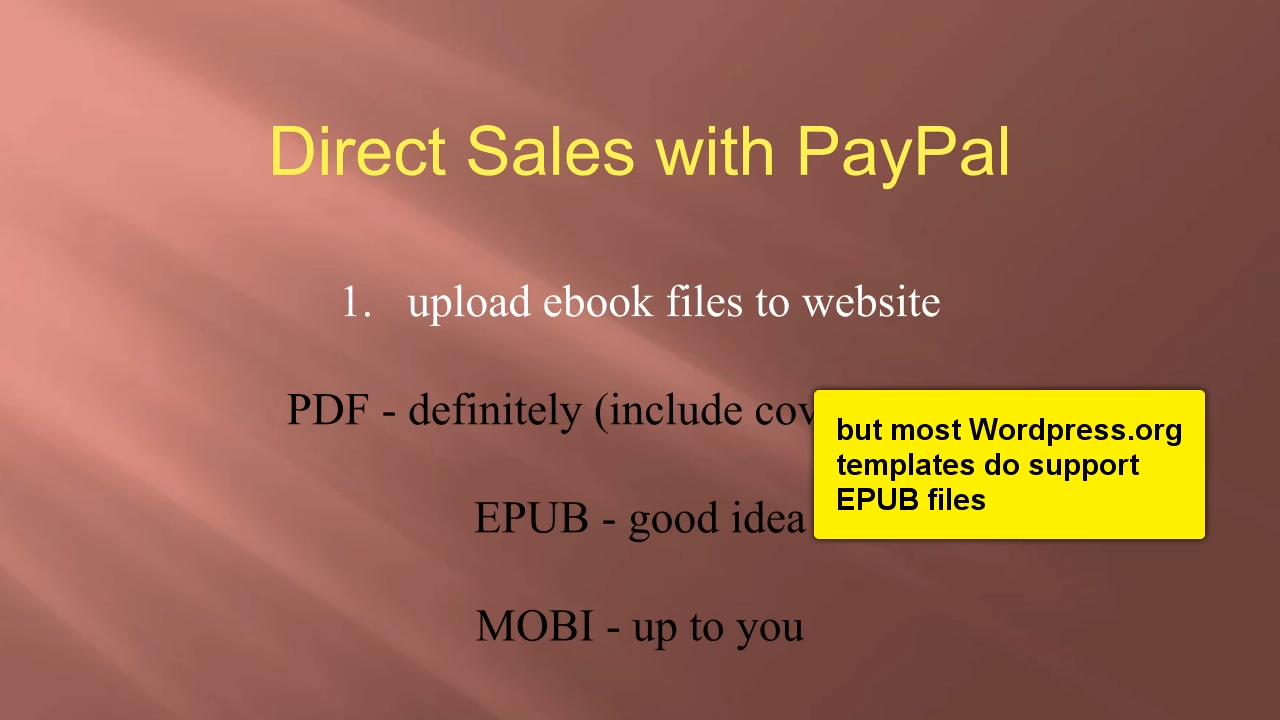 Direct Sales with PayPal
1. upload ebook files to website
PDF - definitely (include
but most Wordpress.org
templates do support
EPUB files
EPUB - good idea
MOBI - up to you